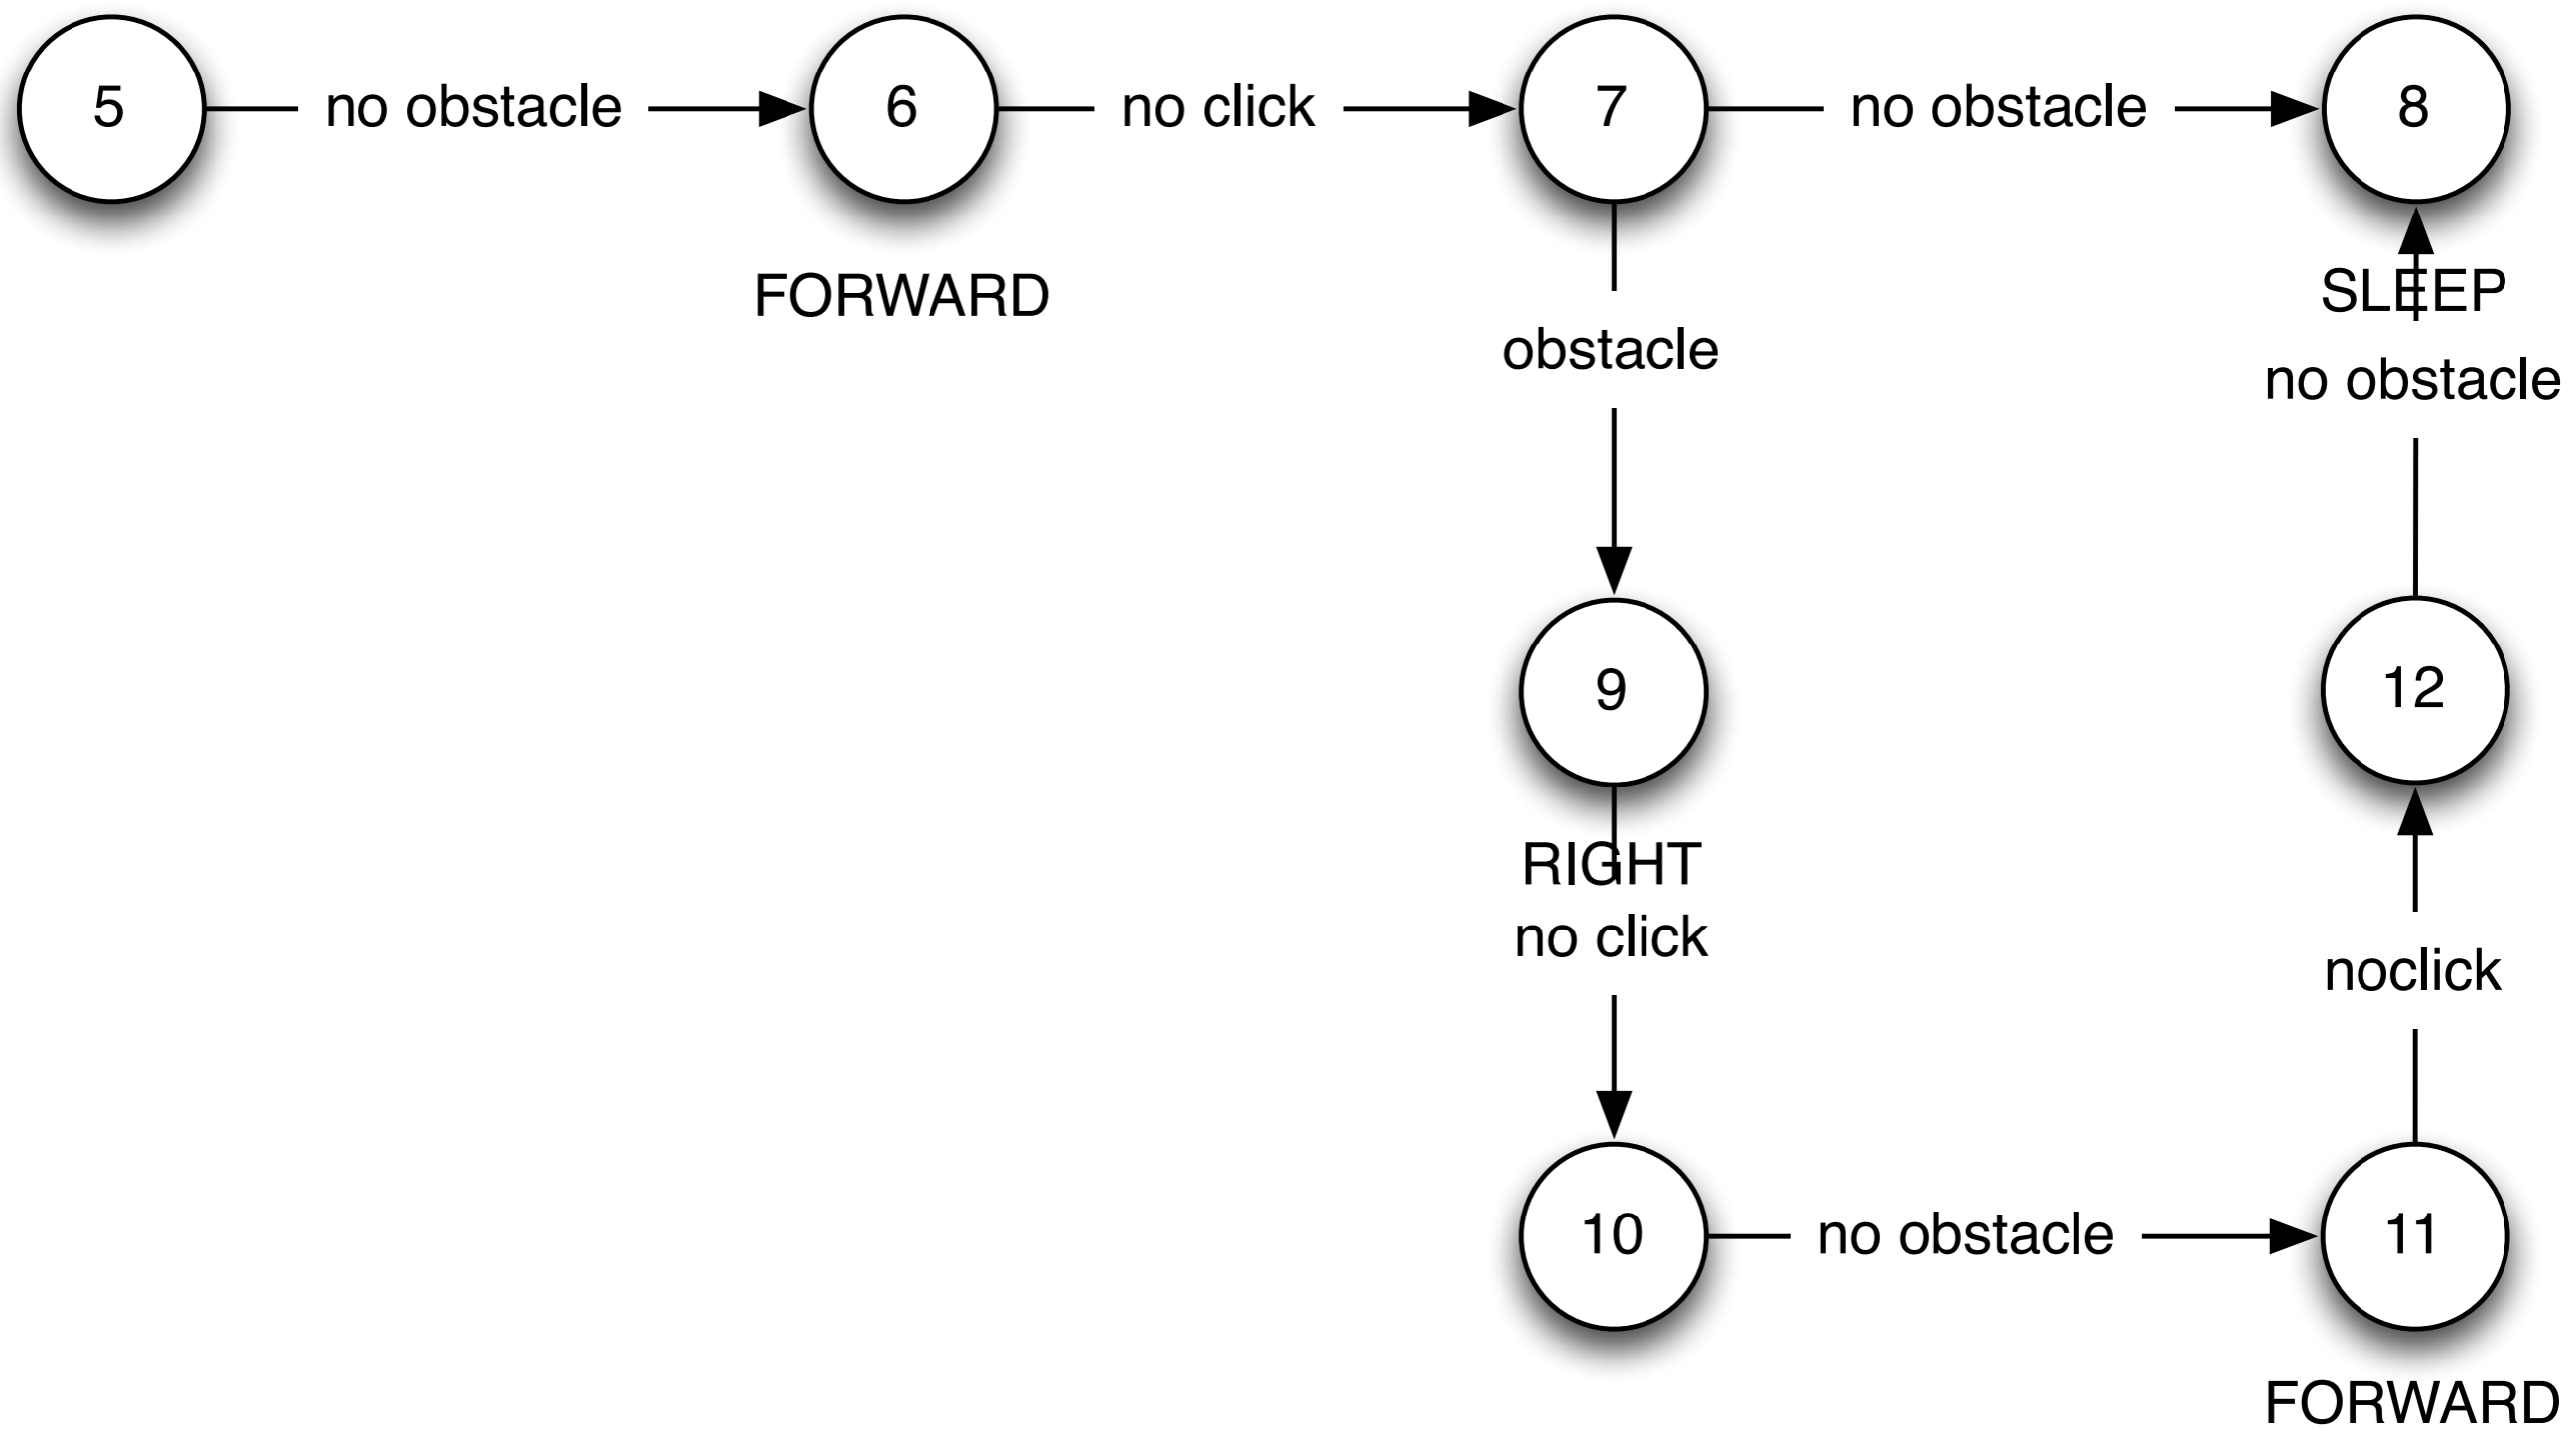 5 no obstacle 6 no click 7 no obstacle 8
FORWARD
SLEEP
obstacle
no obstacle
9
12
RIGHT
no click
noclick
10 no obstacle 11
FORWARD